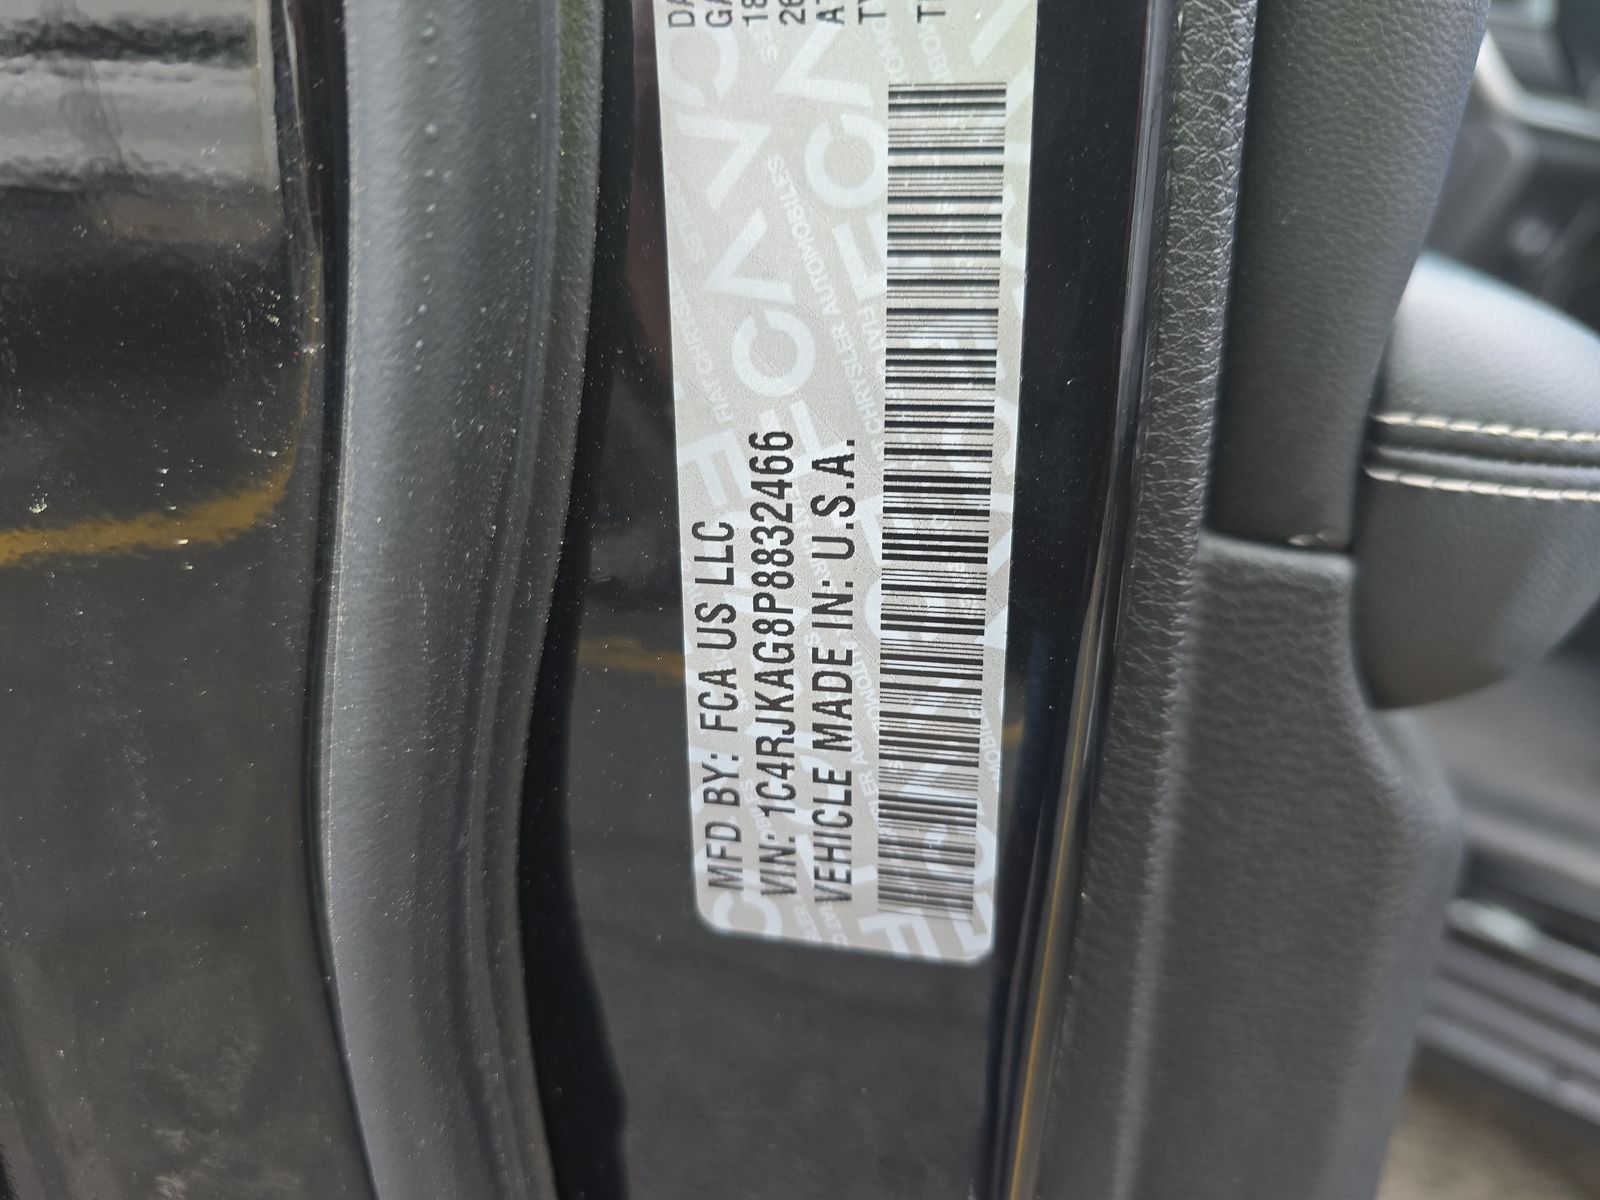 MFD BY: FCA US LLC
VIN: 1C4RJKAG8P8832466
VEHICLE MADE IN: U.S.A.